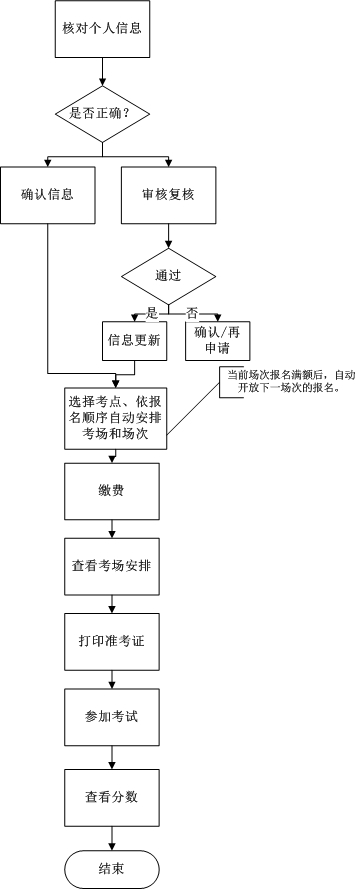 核对个人信息
是否正确？
确认信息
审核复核
通过
是
否
信息更新
确认/再
申请
当前场次报名满额后，自动
开放下一场次的报名。
选择考点、依报
名顺序自动安排
考场和场次
缴费
查看考场安排
打印准考证
参加考试
查看分数
结束